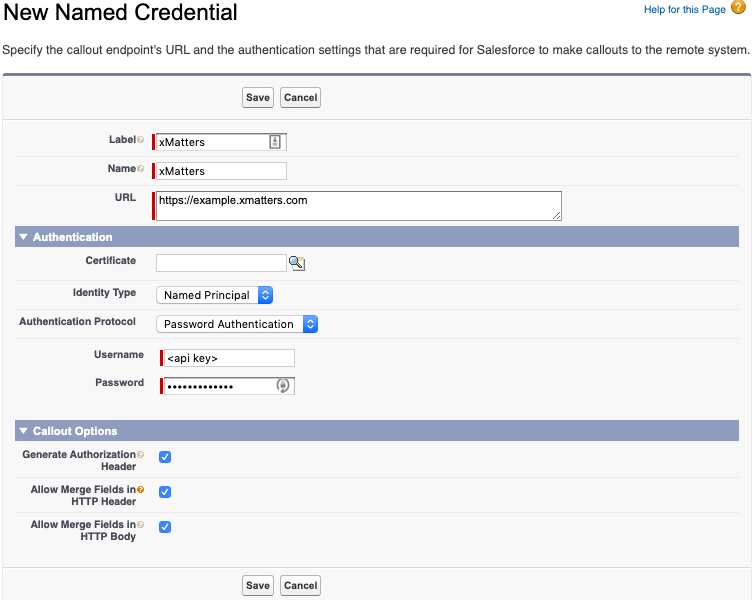 New Named Credential
Help for this Page ?
Specify the callout endpoint's URL and the authentication settings that are required for Salesforce to make callouts to the remote system.
Save Cancel
Label xMatters
Name xMatters
URL https://example.xmatters.com
Authentication
Certificate
Identity Type Named Principal
Authentication Protocol Password Authentication
Username <api key>
Password •••••••••••••
Callout Options
Generate Authorization
Header
Allow Merge Fields in
HTTP Header
Allow Merge Fields in
HTTP Body
Save Cancel